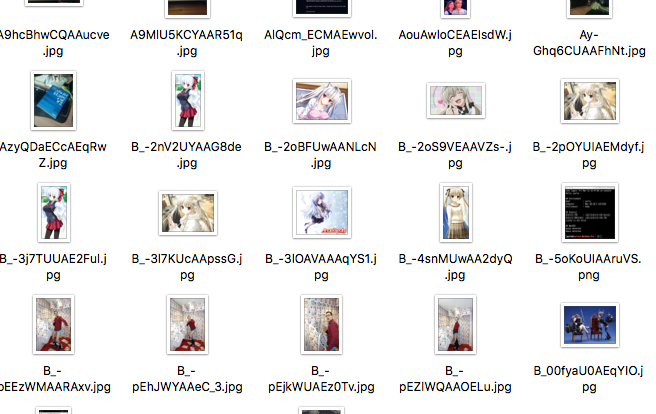 A9hcBhwCQAAucve.jpg
A9MlU5KCYAAR51q.jpg
AlQcm_ECMAEwvol.jpg
AouAwloCEAElsdW.jpg
Ay-Ghq6CUAAFhNt.jpg
AzyQDaECcAEqRwZ.jpg
B_-2nV2UYAAG8de.jpg
B_-2oBFUwAANLcN.jpg
B_-2oS9VEAAVZs-.jpg
B_-2pOYUIAEMdyf.jpg
B_-3j7TUUAE2Ful.jpg
B_-3l7KUcAApssG.jpg
B_-3lOAVAAAqYS1.jpg
B_-4snMUwAA2dyQ.jpg
B_-5oKoUIAAruVS.png
B_-pEEzWMAARAxv.jpg
B_-pEhJWYAAeC_3.jpg
B_-pEjkWUAEz0Tv.jpg
B_-pEZlWQAAOELu.jpg
B_00fyaU0AEqYIO.jpg